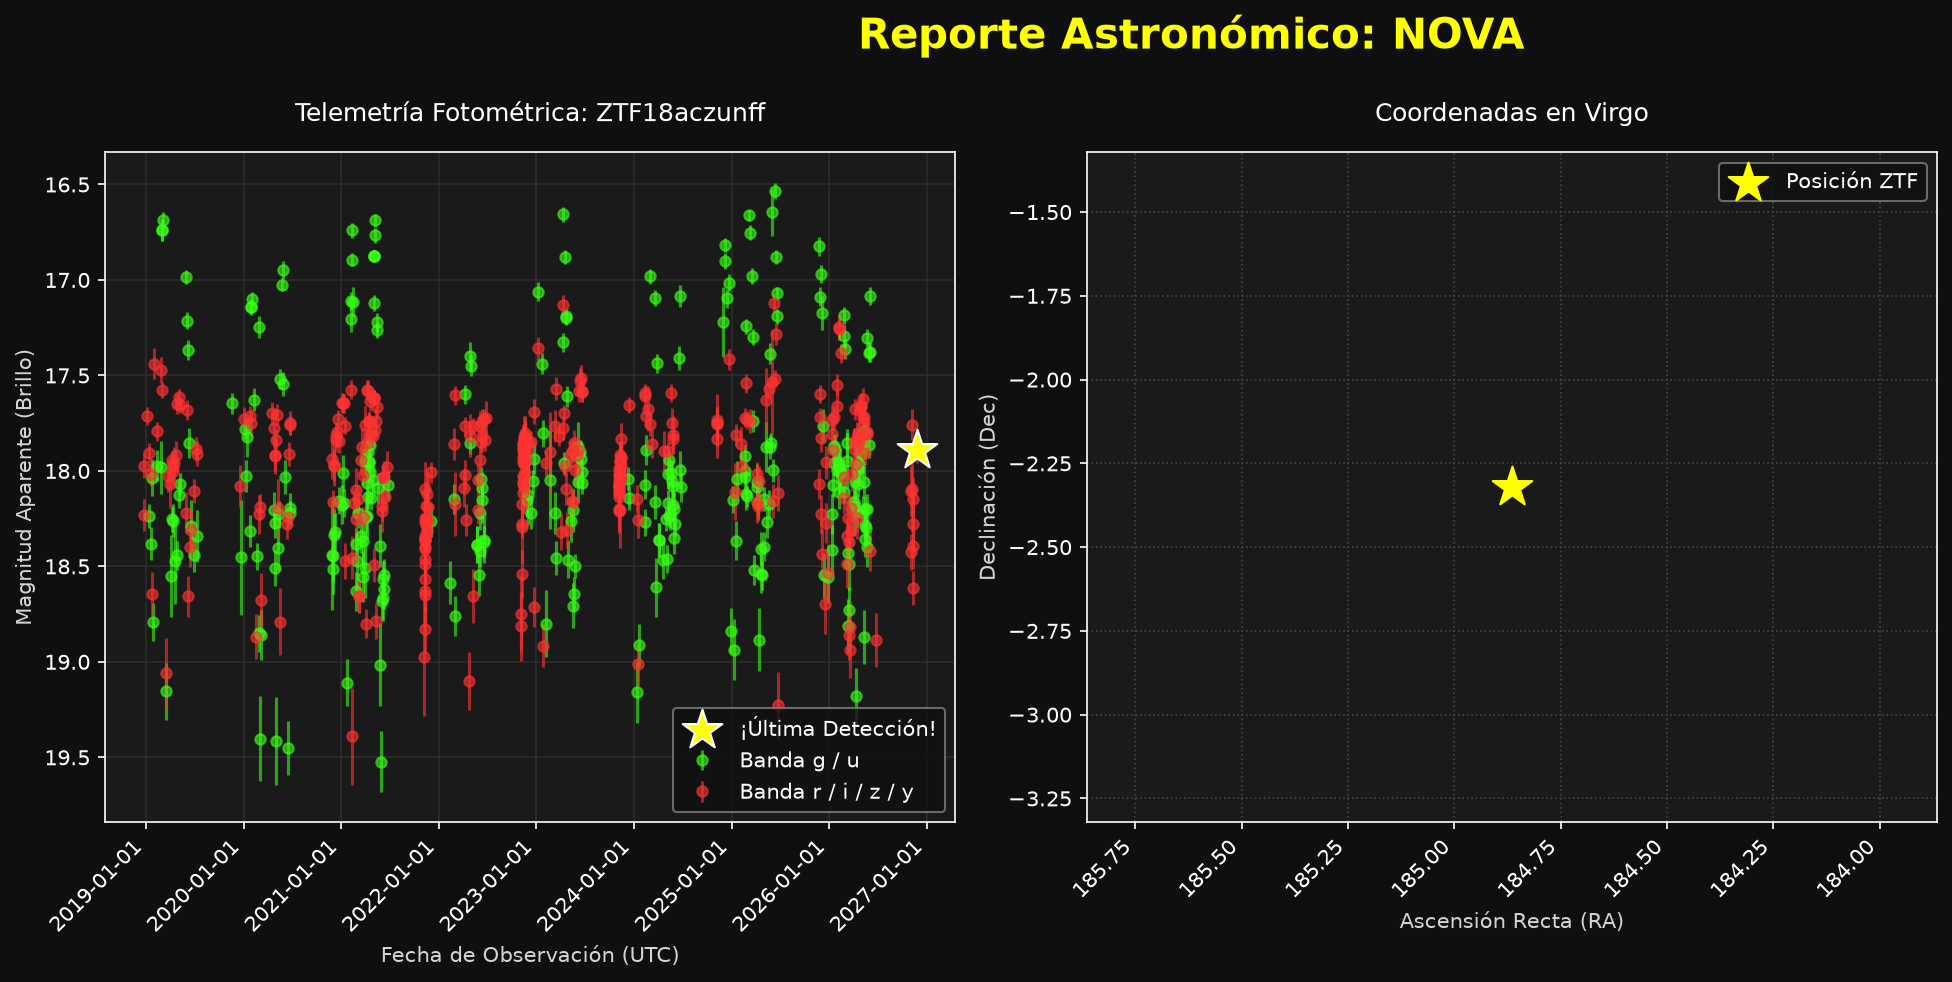 Reporte Astronómico: NOVA
Telemetría Fotométrica: ZTF18aczunff
Magnitud Aparente (Brillo)
16.5
17.0
17.5
18.0
18.5
19.0
19.5
¡Última Detección!
Banda g / u
Banda r / i / z / y
2019-01-01
2020-01-01
2021-01-01
2022-01-01
2023-01-01
2024-01-01
2025-01-01
2026-01-01
2027-01-01
Fecha de Observación (UTC)
Coordenadas en Virgo
Posición ZTF
Declinación (Dec)
−1.50
−1.75
−2.00
−2.25
−2.50
−2.75
−3.00
−3.25
185.75
185.50
185.25
185.00
184.75
184.50
184.25
184.00
Ascensión Recta (RA)